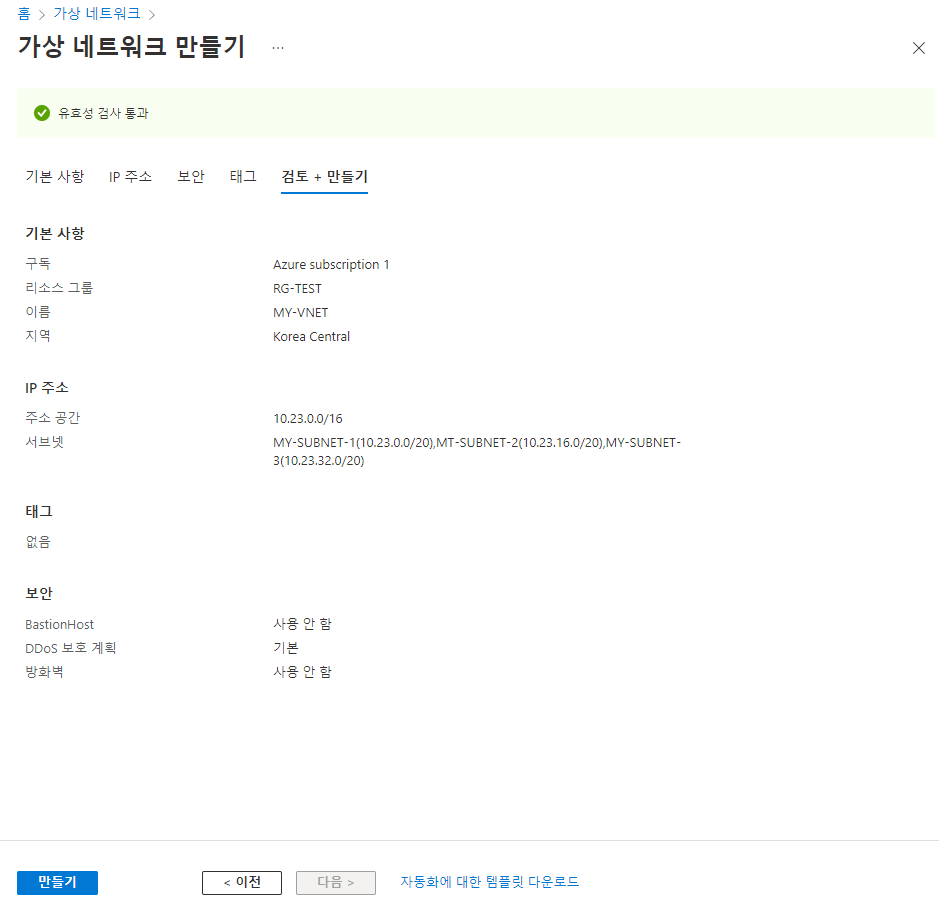 홈 > 가상 네트워크 >
가상 네트워크 만들기 ...
유효성 검사 통과
기본 사항 IP 주소 보안 태그 검토 + 만들기
기본 사항
구독 Azure subscription 1
리소스 그룹 RG-TEST
이름 MY-VNET
지역 Korea Central
IP 주소
주소 공간 10.23.0.0/16
서브넷 MY-SUBNET-1(10.23.0.0/20),MT-SUBNET-2(10.23.16.0/20),MY-SUBNET-
3(10.23.32.0/20)
태그
없음
보안
BastionHost 사용 안 함
DDoS 보호 계획 기본
방화벽 사용 안 함
만들기 < 이전 다음 > 자동화에 대한 템플릿 다운로드